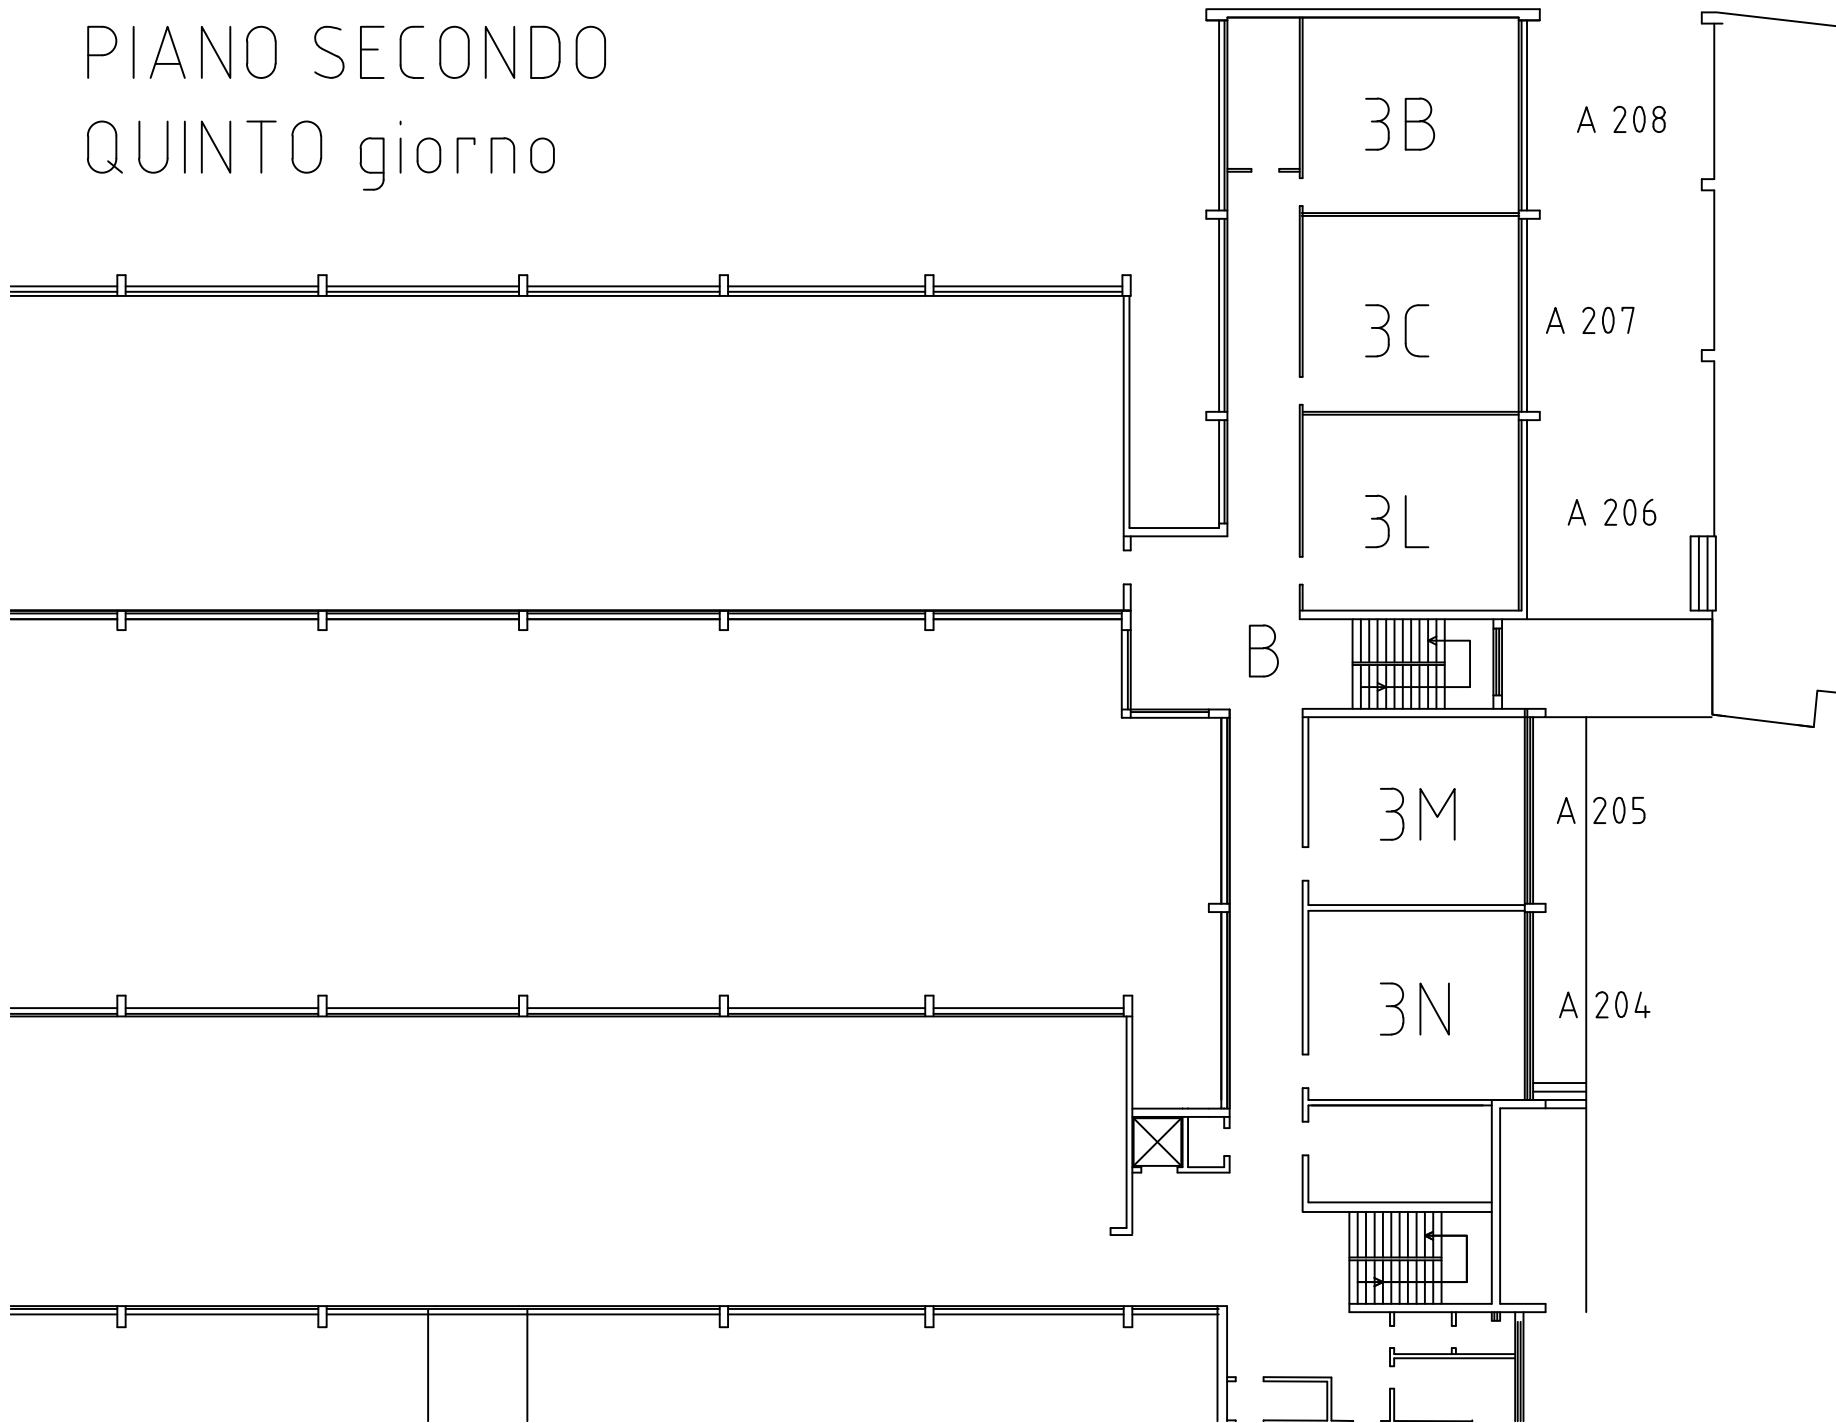 PIANO SECONDO
QUINTO giorno
3B A 208
3C A 207
3L A 206
B
3M A 205
3N A 204